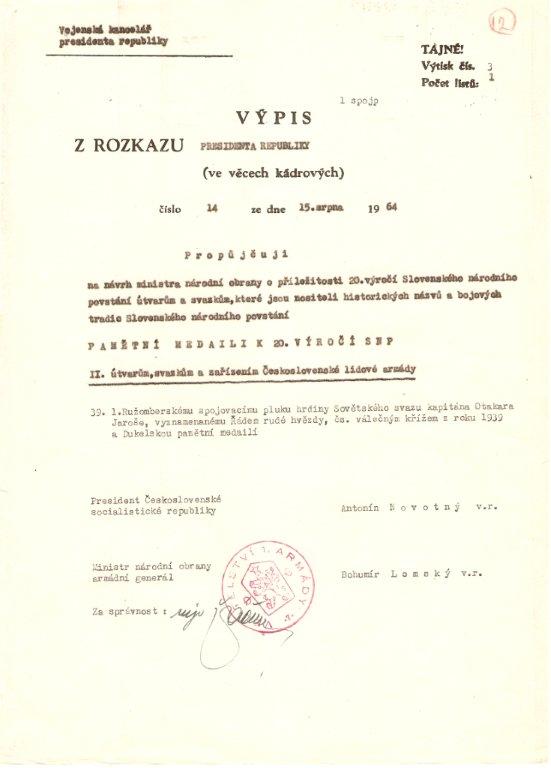 12
Vojenská kancelář
presidenta republiky
TAJNÉ!
Výtisk čís. 3
Počet listů: 1
1 spojp
VÝPIS
Z ROZKAZU PRESIDENTA REPUBLIKY
(ve věcech kádrových)
číslo 14 ze dne 15.srpna 1964
Propůjčuji
na návrh ministra národní obrany o příležitosti 20.výročí Slovenského národního
povstání útvarům a svazkům,které jsou nositeli historických názvů a bojových
tradic Slovenského národního povstání
PAMĚTNÍ MEDAILI K 20. VÝROČÍ SNP
II. útvarům,svazkům a zařízením Československé lidové armády
39. 1.Ružomberskému spojovacímu pluku hrdiny Sovětského svazu kapitána Otakara
Jaroše, vyznamenanému Řádem rudé hvězdy, čs. válečným křížem z roku 1939
a Dukelskou pamětní medailí
President Československé
socialistické republiky
Antonín Novotný v.r.
Ministr národní obrany
armádní generál
Bohumír Lomský v.r.
VELITELSTVÍ 1. ARMÁDY
Za správnost :